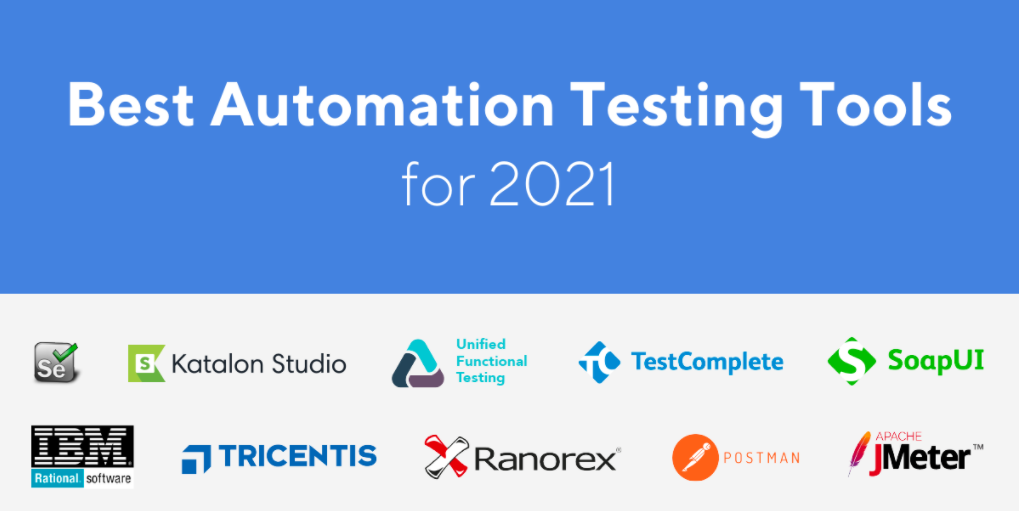 Best Automation Testing Tools
for 2021
Se
S Katalon Studio
Unified
Functional
Testing
TestComplete
S SoapUI
IBM®
Rational® software
TRICENTIS
Ranorex®
POSTMAN
APACHE
JMeter™